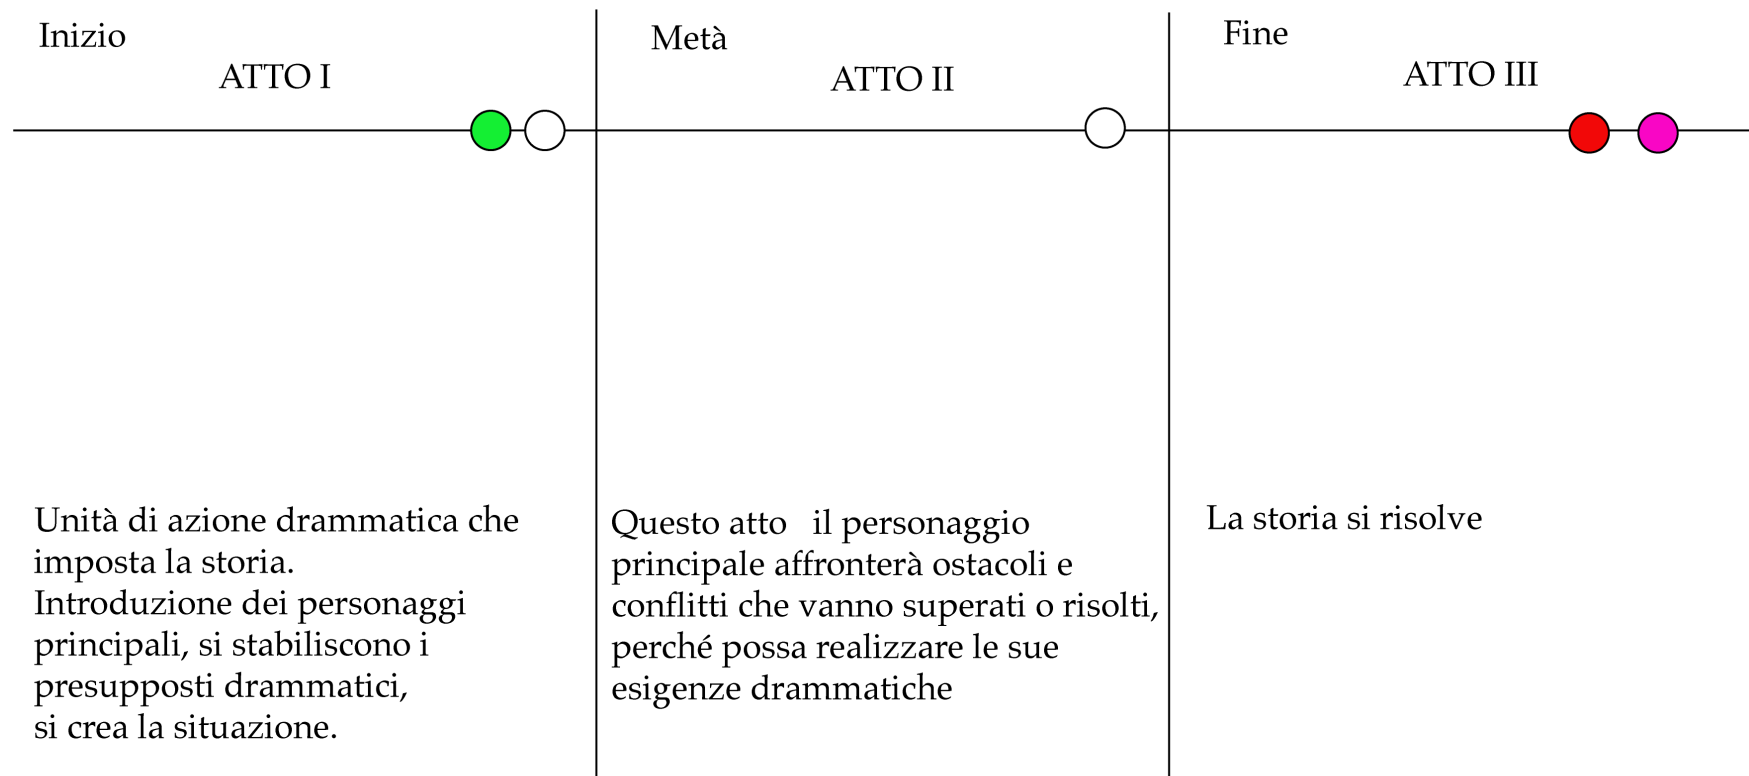 Inizio
ATTO I
Metà
ATTO II
Fine
ATTO III
Unità di azione drammatica che
imposta la storia.
Introduzione dei personaggi
principali, si stabiliscono i
presupposti drammatici,
si crea la situazione.
Questo atto il personaggio
principale affronterà ostacoli e
conflitti che vanno superati o risolti,
perché possa realizzare le sue
esigenze drammatiche
La storia si risolve